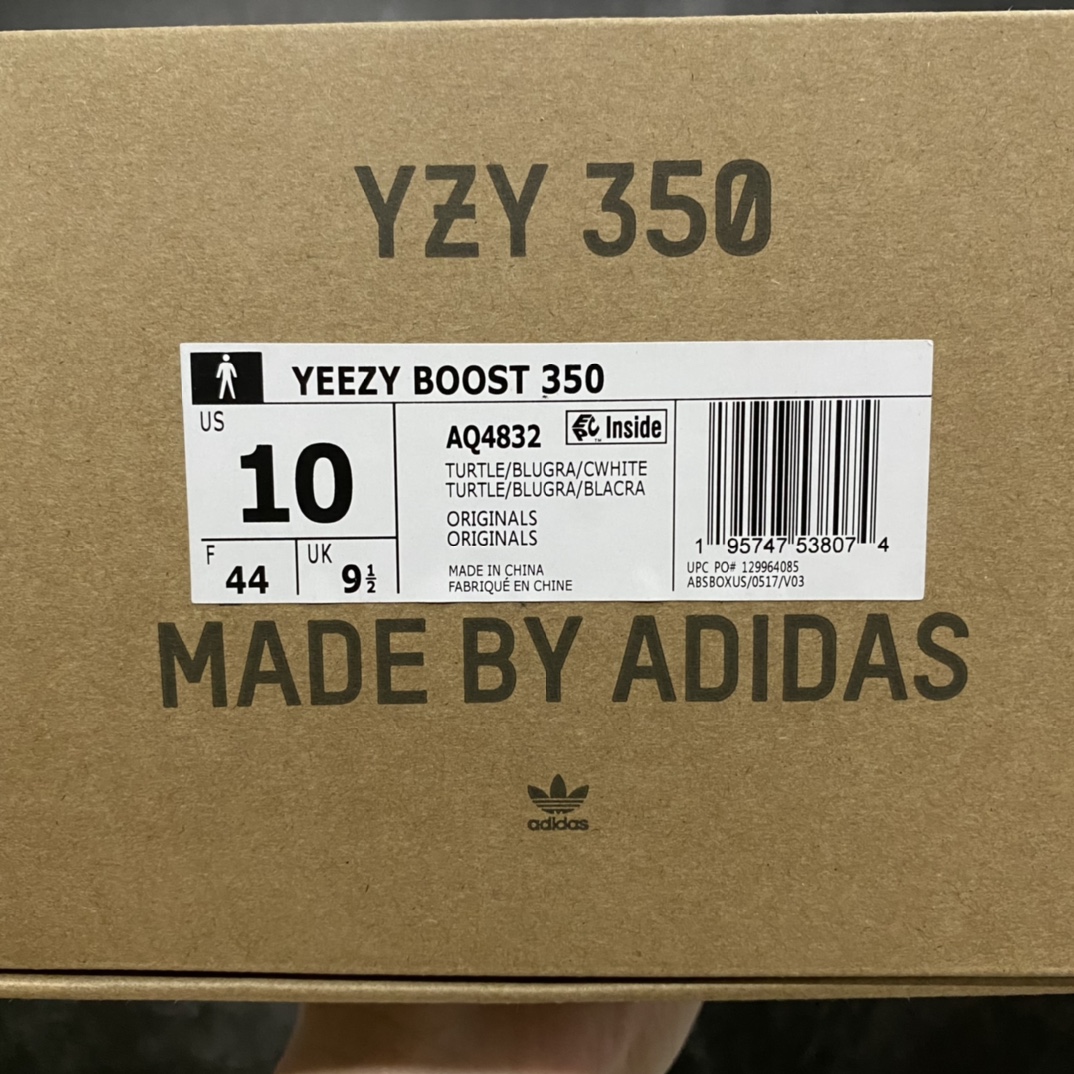 YZY 350
YEEZY BOOST 350
US
10
F
44
UK
9½
AQ4832
EPC Inside
TM
TURTLE/BLUGRA/CWHITE
TURTLE/BLUGRA/BLACRA
ORIGINALS
ORIGINALS
MADE IN CHINA
FABRIQUÉ EN CHINE
1 95747 53807 4
UPC PO# 129964085
ABSBOXUS/0517/V03
MADE BY ADIDAS
adidas